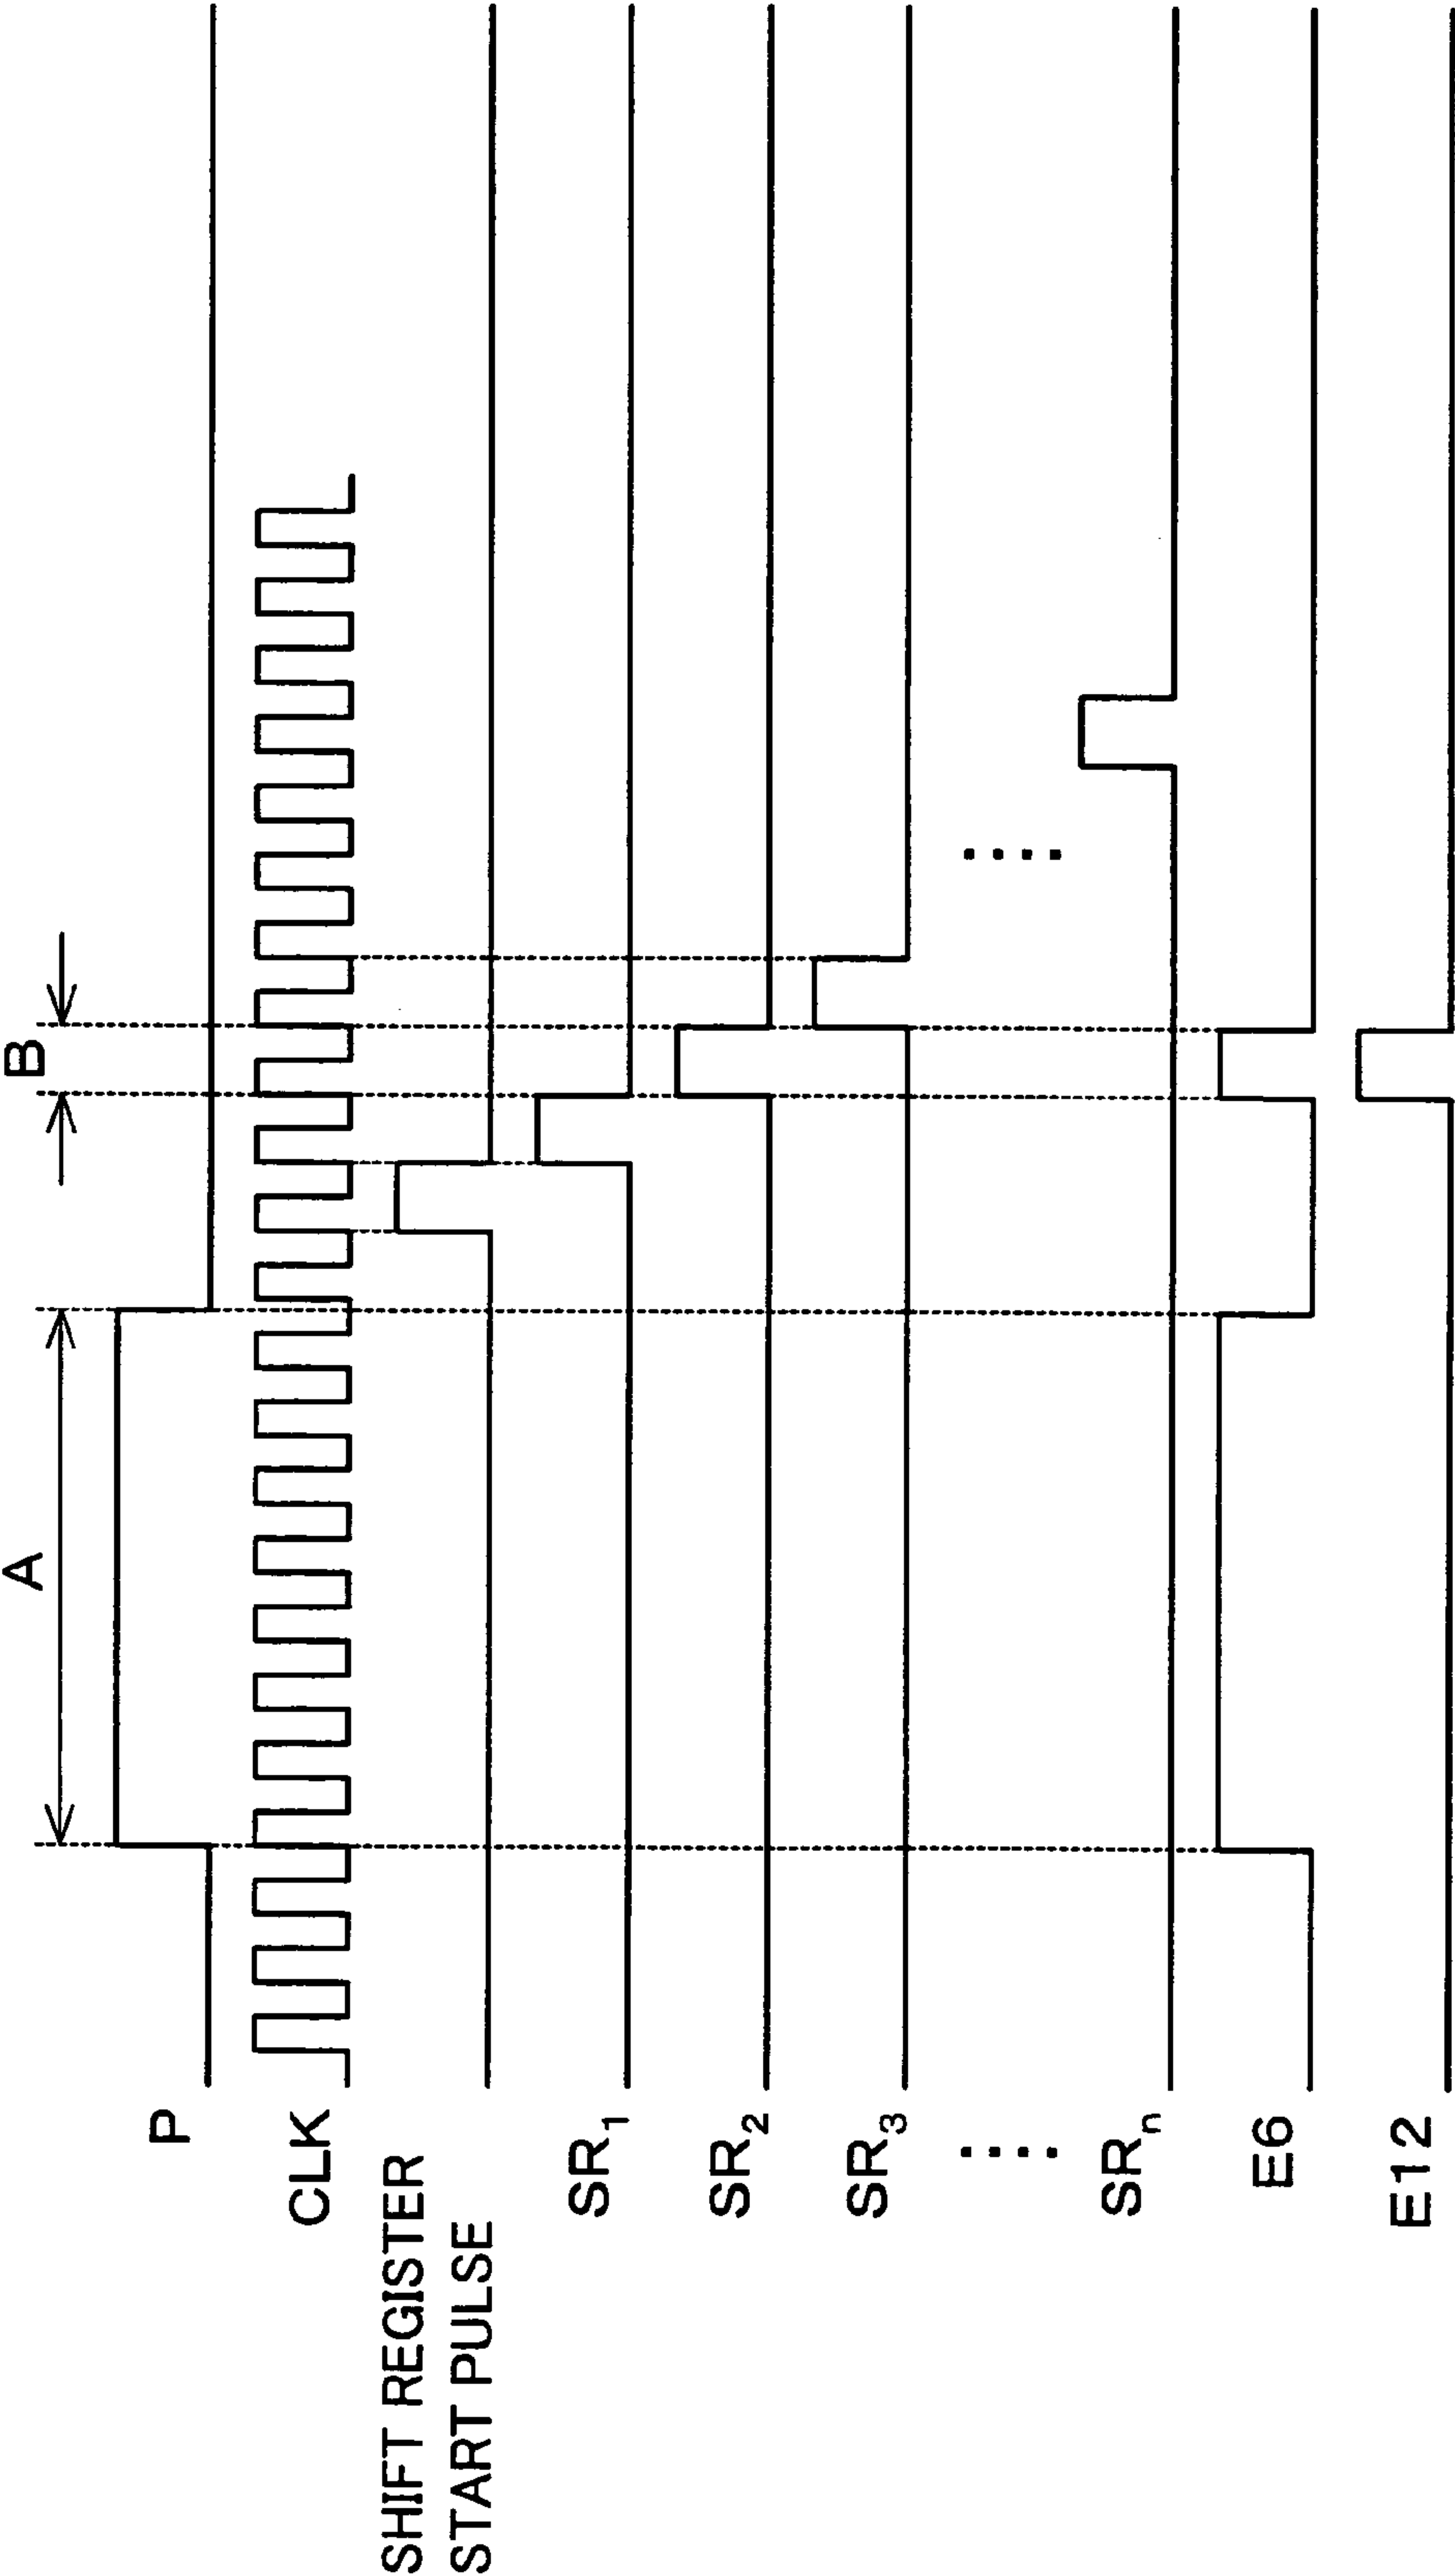 A
B
P
CLK
SHIFT REGISTER
START PULSE
SR1
SR2
SR3
....
....
SRn
E6
E12